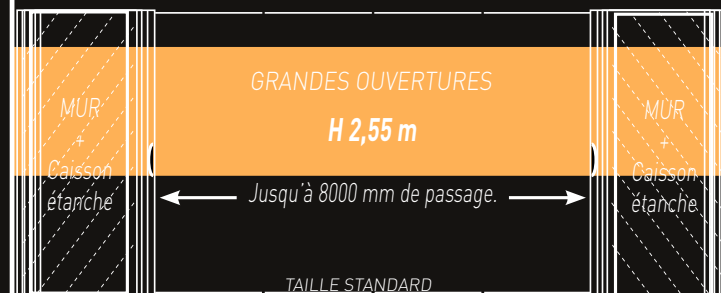 GRANDES OUVERTURES
H 2,55 m
MUR
+
Caisson
étanche
Jusqu'à 8000 mm de passage.
MUR
+
Caisson
étanche
TAILLE STANDARD